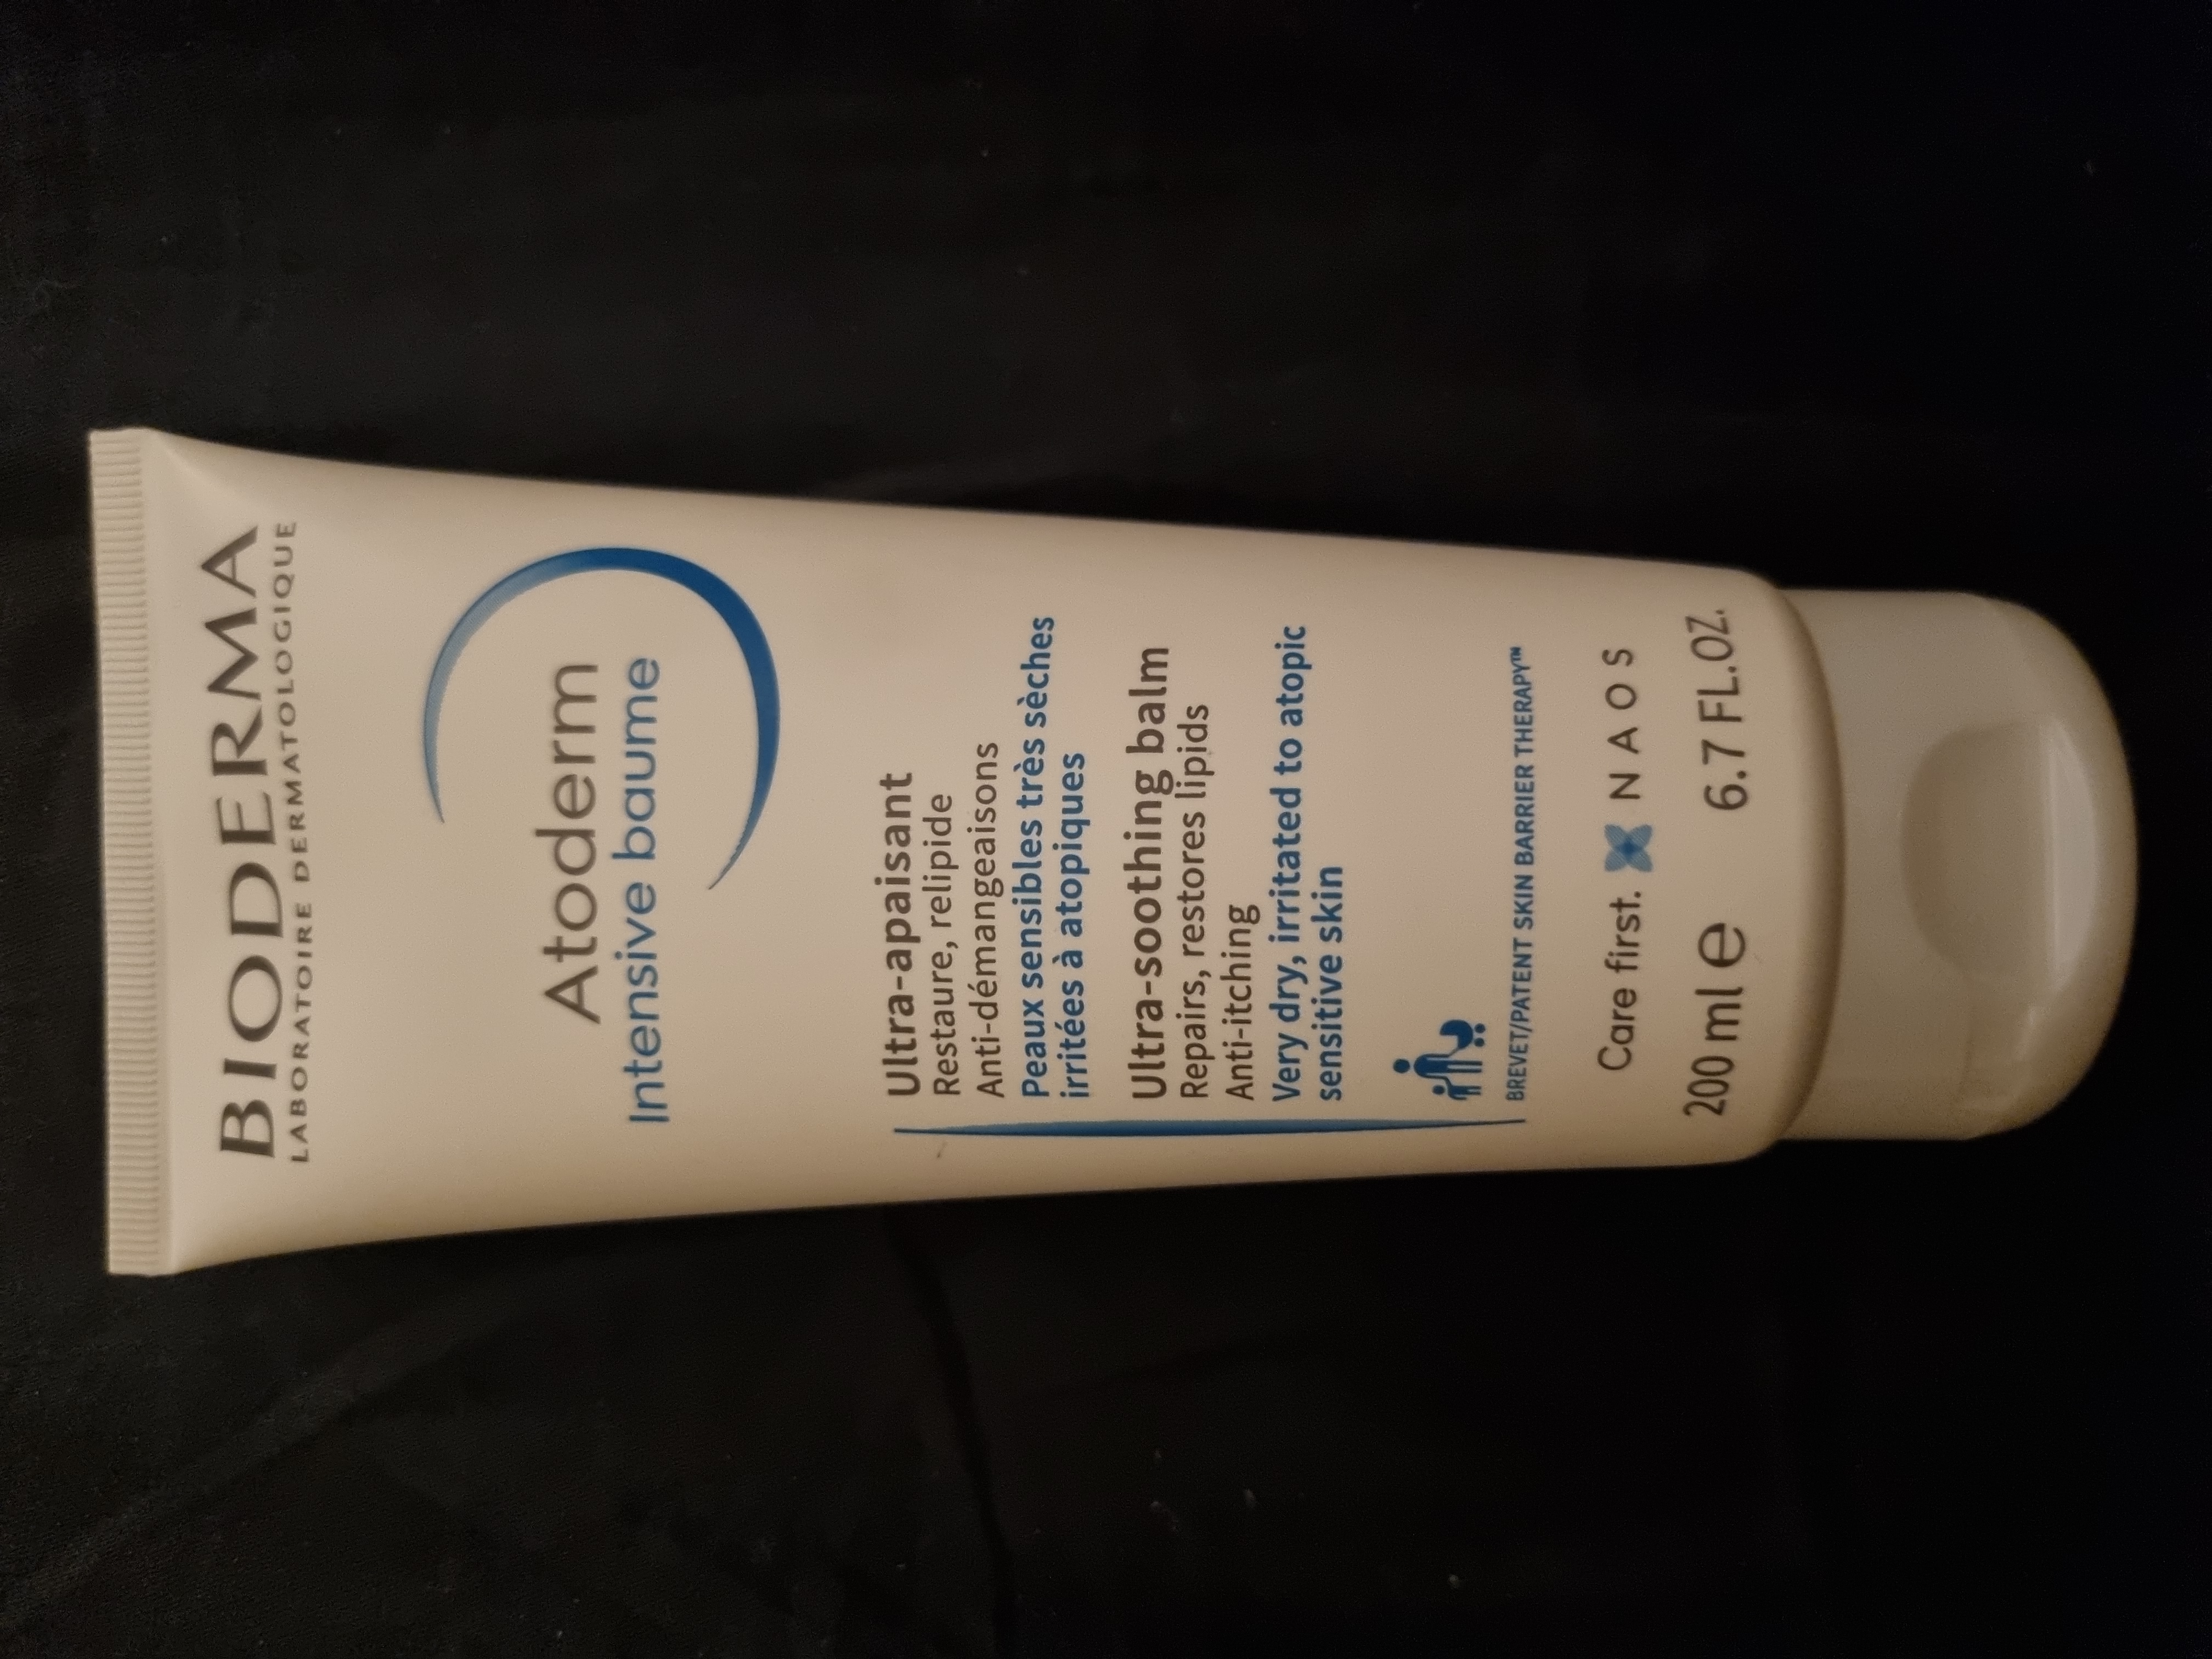 BIODERMA
LABORATOIRE DERMATOLOGIQUE
Atoderm
Intensive baume
Ultra-apaisant
Restaure, relipide
Anti-démangeaisons
Peaux sensibles très sèches
irritées à atopiques
Ultra-soothing balm
Repairs, restores lipids
Anti-itching
Very dry, irritated to atopic
sensitive skin
BREVET/PATENT SKIN BARRIER THERAPY™
Care first. NAOS
200 ml e 6.7 FL.OZ.